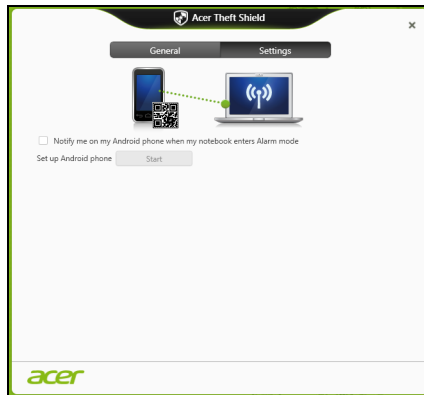 Acer Theft Shield
General
Settings
Notify me on my Android phone when my notebook enters Alarm mode
Set up Android phone
Start
acer